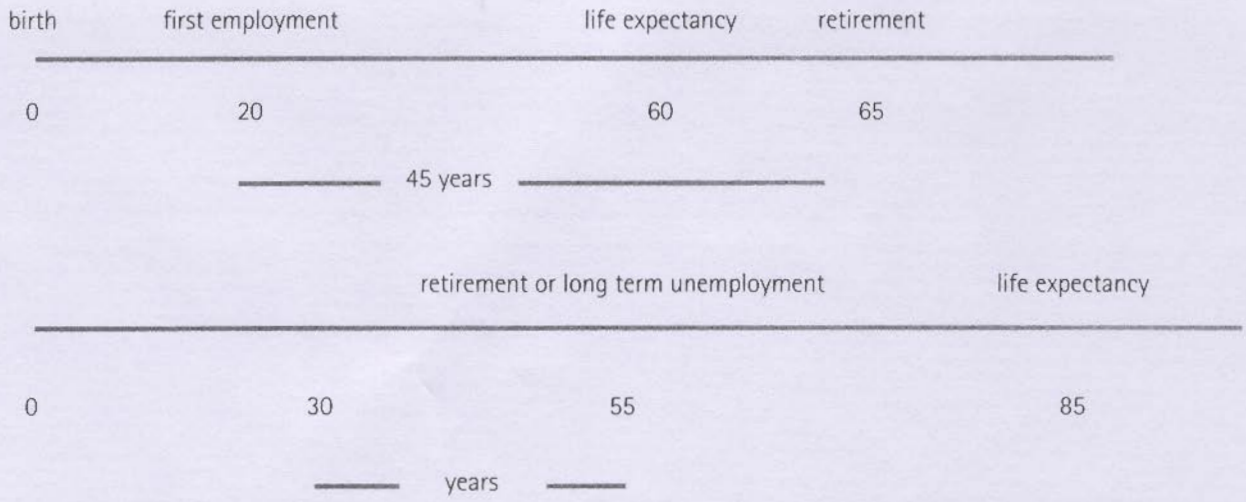 birth first employment life expectancy retirement
0 20 60 65
45 years
retirement or long term unemployment life expectancy
0 30 55 85
years